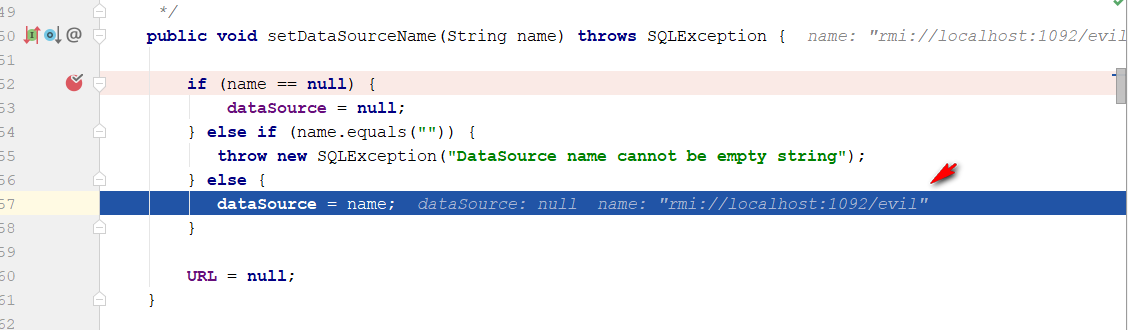 49 */
50 @ public void setDataSourceName(String name) throws SQLException { name: "rmi://localhost:1092/evil
51
52 if (name == null) {
53 dataSource = null;
54 } else if (name.equals("")) {
55 throw new SQLException("DataSource name cannot be empty string");
56 } else {
57 dataSource = name; dataSource: null name: "rmi://localhost:1092/evil"
58 }
59
60 URL = null;
61 }
62